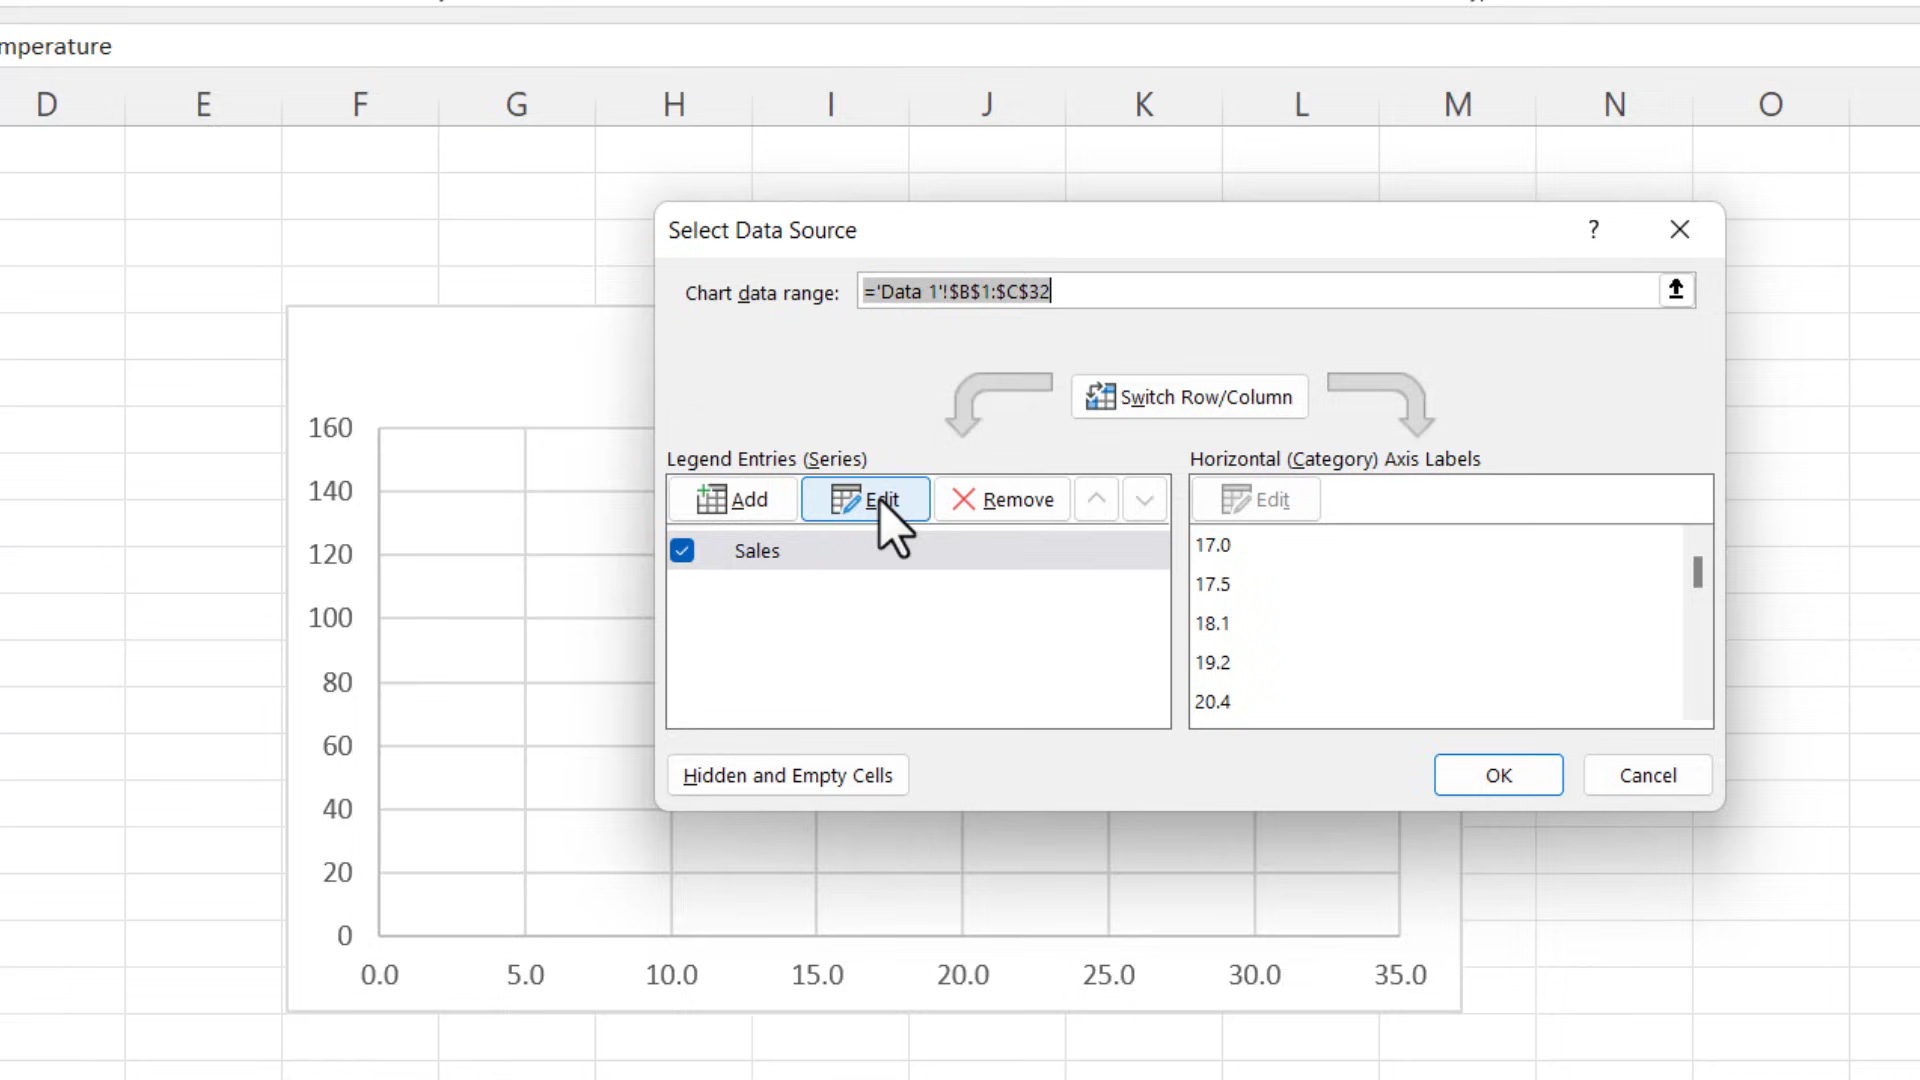 mperature
D E F G H I J K L M N O
Select Data Source
?
Chart data range: ='Data 1'!$B$1:$C$32
Switch Row/Column
Legend Entries (Series)
Horizontal (Category) Axis Labels
Add Edit Remove
Edit
Sales
17.0
17.5
18.1
19.2
20.4
Hidden and Empty Cells
OK
Cancel
160
140
120
100
80
60
40
20
0
0.0 5.0 10.0 15.0 20.0 25.0 30.0 35.0